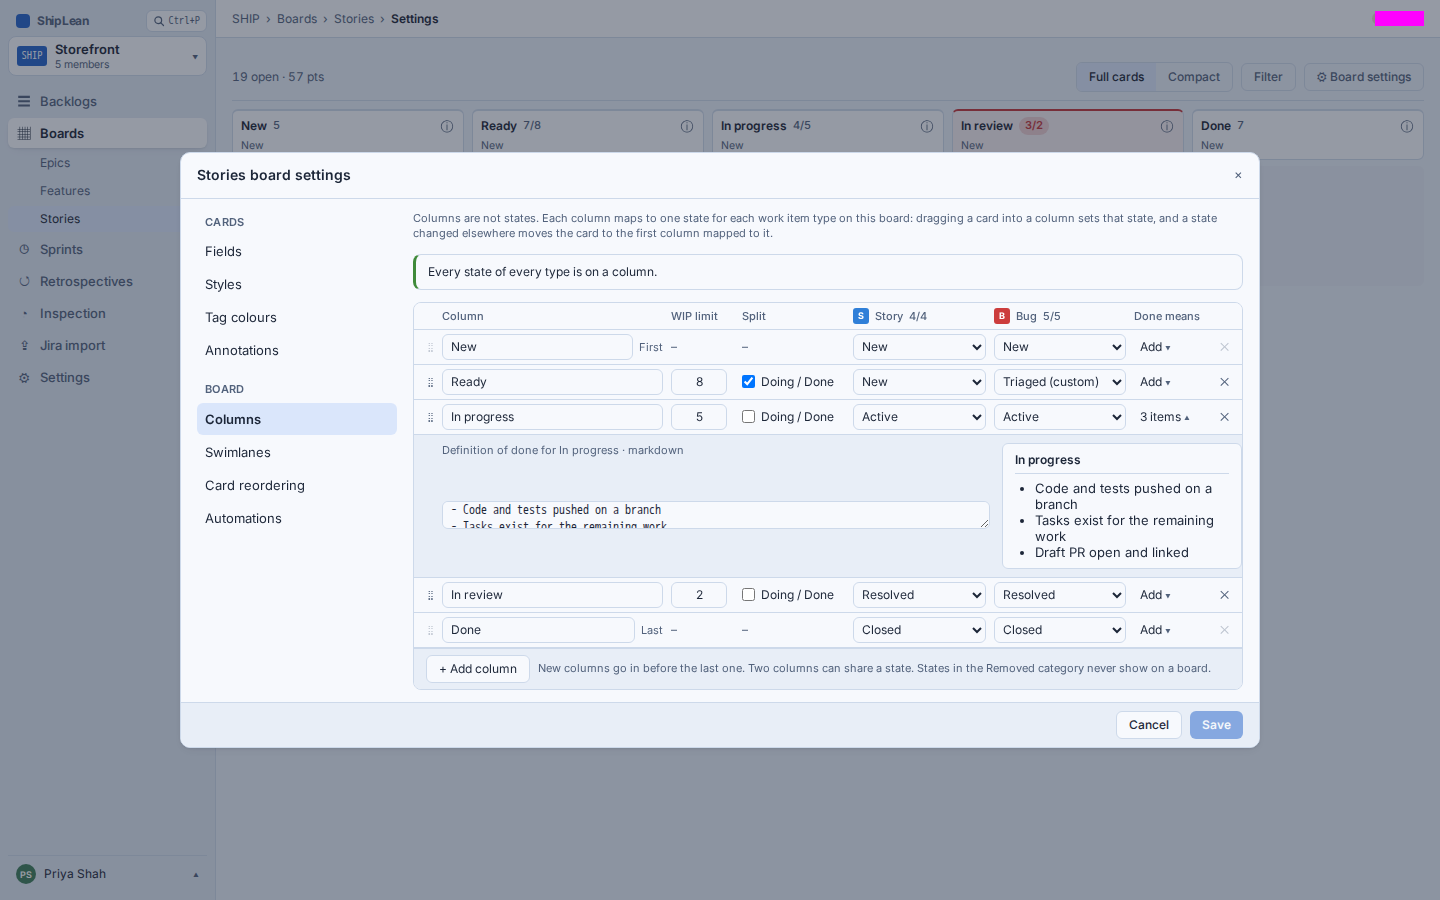 ShipLean
Ctrl+P
SHIP › Boards › Stories › Settings
SHIP
Storefront
5 members
Backlogs
Boards
Epics
Features
Stories
Sprints
Retrospectives
Inspection
Jira import
Settings
PS
Priya Shah
19 open · 57 pts
Full cards
Compact
Filter
Board settings
New 5
New
Ready 7/8
New
In progress 4/5
New
In review 3/2
New
Done 7
New
Stories board settings
×
CARDS
Fields
Styles
Tag colours
Annotations
BOARD
Columns
Swimlanes
Card reordering
Automations
Columns are not states. Each column maps to one state for each work item type on this board: dragging a card into a column sets that state, and a state
changed elsewhere moves the card to the first column mapped to it.
Every state of every type is on a column.
Column WIP limit Split S Story 4/4 B Bug 5/5 Done means
New First – – New New Add ×
Ready 8 Doing / Done New Triaged (custom) Add ×
In progress 5 Doing / Done Active Active 3 items ×
Definition of done for In progress · markdown
- Code and tests pushed on a branch
- Tasks exist for the remaining work
In progress
• Code and tests pushed on a
branch
• Tasks exist for the remaining
work
• Draft PR open and linked
In review 2 Doing / Done Resolved Resolved Add ×
Done Last – – Closed Closed Add ×
+ Add column
New columns go in before the last one. Two columns can share a state. States in the Removed category never show on a board.
Cancel
Save